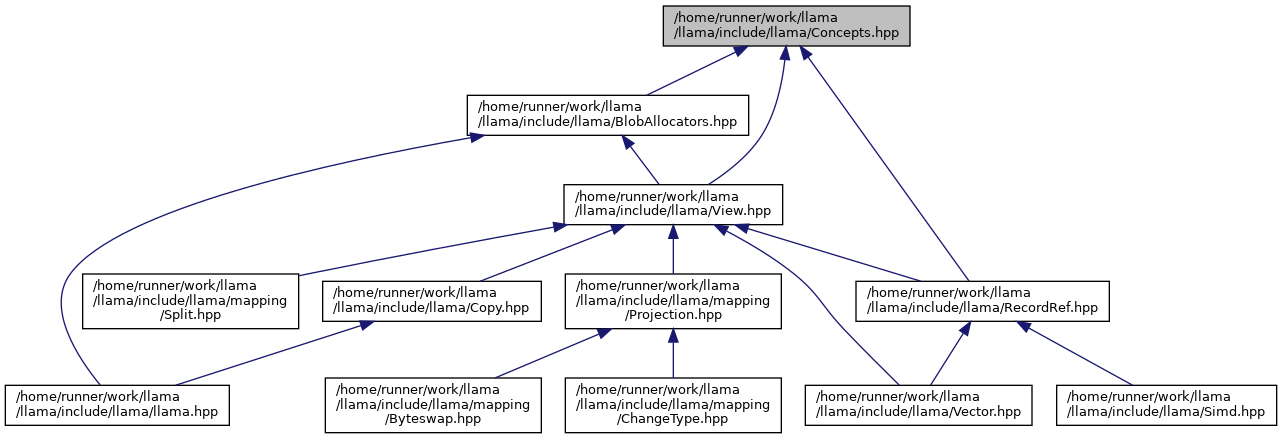 /home/runner/work/llama
/llama/include/llama/Concepts.hpp
/home/runner/work/llama
/llama/include/llama/BlobAllocators.hpp
/home/runner/work/llama
/llama/include/llama/View.hpp
/home/runner/work/llama
/llama/include/llama/mapping
/Split.hpp
/home/runner/work/llama
/llama/include/llama/Copy.hpp
/home/runner/work/llama
/llama/include/llama/mapping
/Projection.hpp
/home/runner/work/llama
/llama/include/llama/RecordRef.hpp
/home/runner/work/llama
/llama/include/llama/llama.hpp
/home/runner/work/llama
/llama/include/llama/mapping
/Byteswap.hpp
/home/runner/work/llama
/llama/include/llama/mapping
/ChangeType.hpp
/home/runner/work/llama
/llama/include/llama/Vector.hpp
/home/runner/work/llama
/llama/include/llama/Simd.hpp